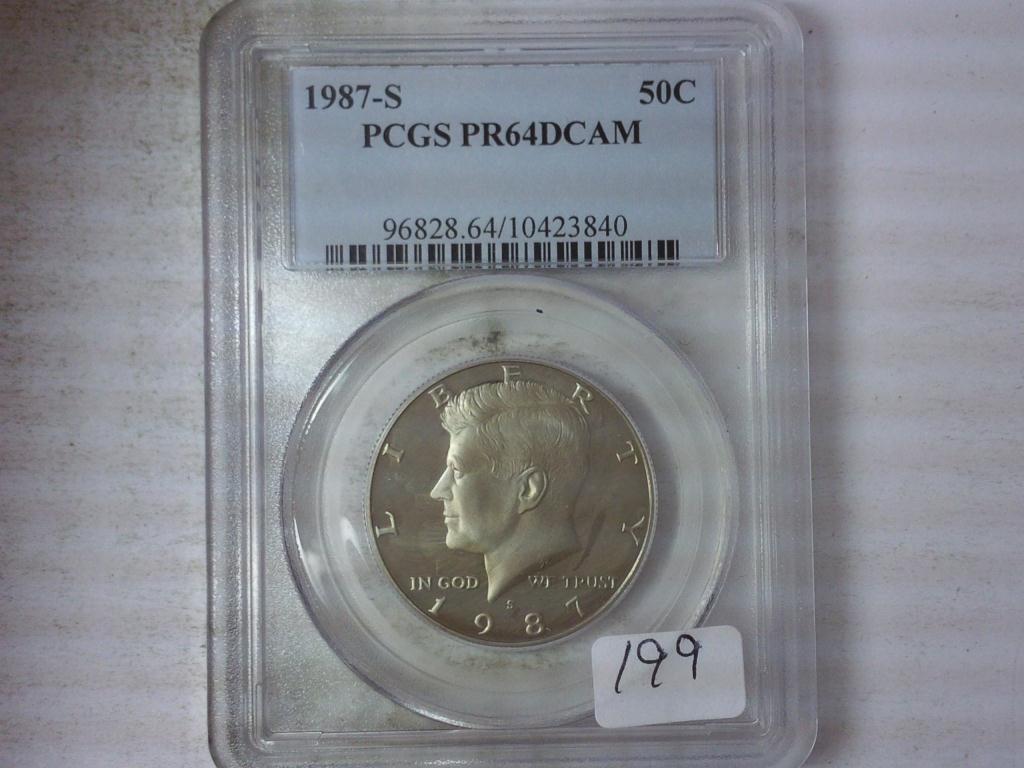 1987-S 50C
PCGS PR64DCAM
96828.64/10423840
LIBERTY
IN GOD WE TRUST
S
1987
199